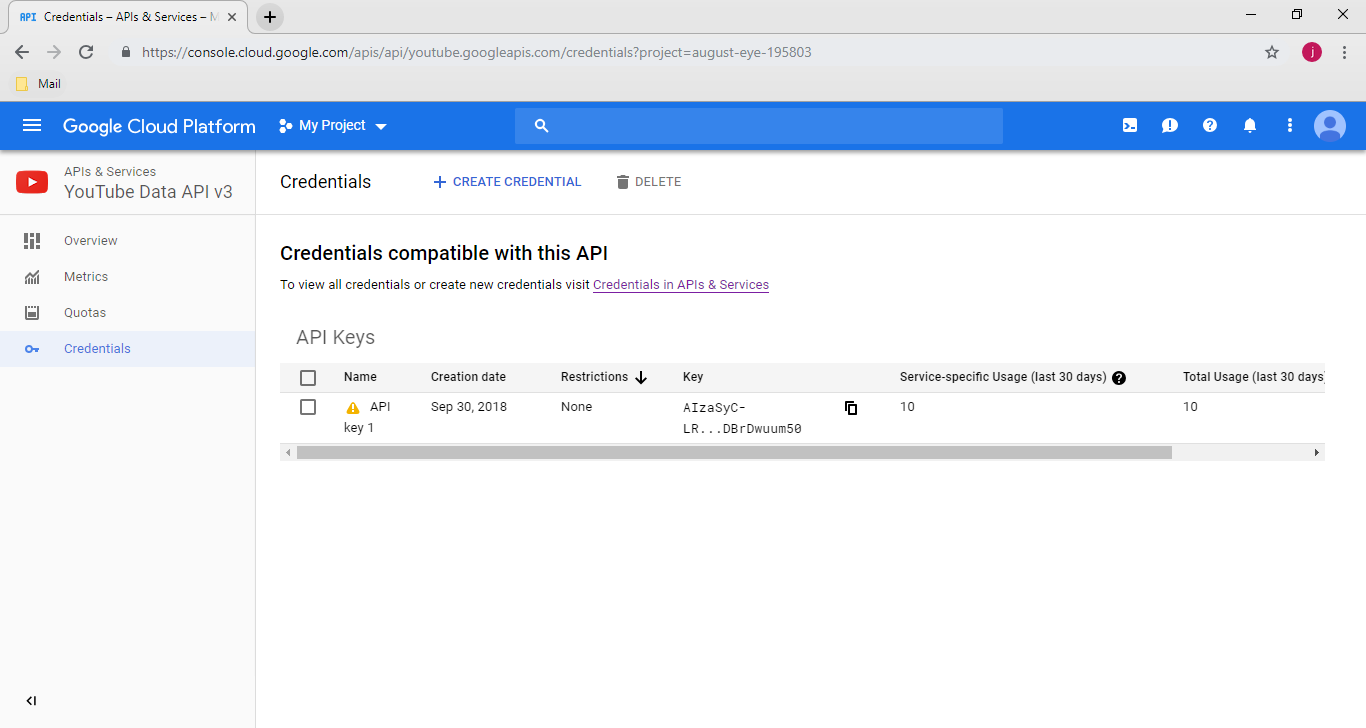 API Credentials – APIs & Services – M
https://console.cloud.google.com/apis/api/youtube.googleapis.com/credentials?project=august-eye-195803
j
Mail
Google Cloud Platform
My Project
APIs & Services
YouTube Data API v3
Credentials
CREATE CREDENTIAL
DELETE
Overview
Metrics
Quotas
Credentials
Credentials compatible with this API
To view all credentials or create new credentials visit Credentials in APIs & Services
API Keys
Name Creation date Restrictions Key Service-specific Usage (last 30 days) Total Usage (last 30 days)
API Sep 30, 2018 None AIzaSyC- 10 10
key 1 LR...DBrDwuum50